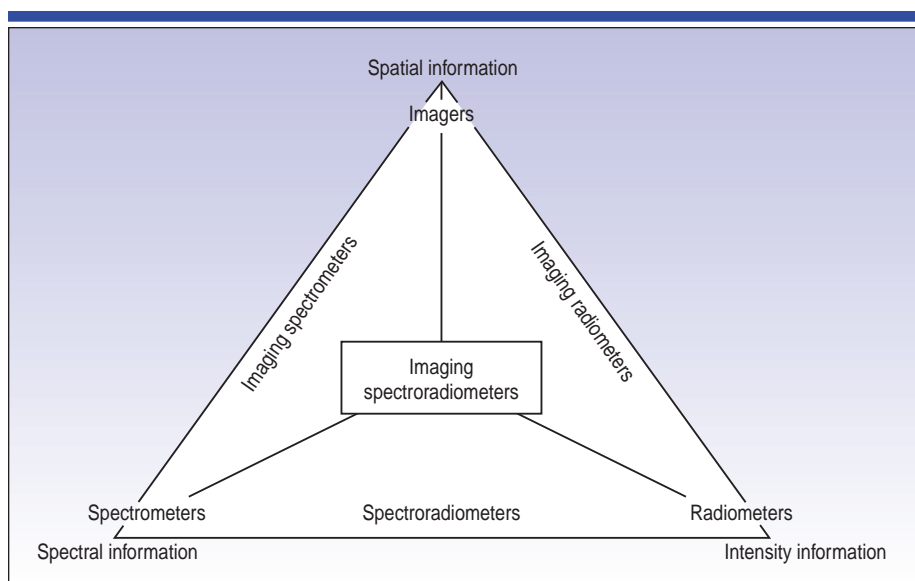 Spatial information
Imagers
Imaging spectrometers
Imaging radiometers
Imaging
spectroradiometers
Spectrometers
Spectroradiometers
Radiometers
Spectral information
Intensity information